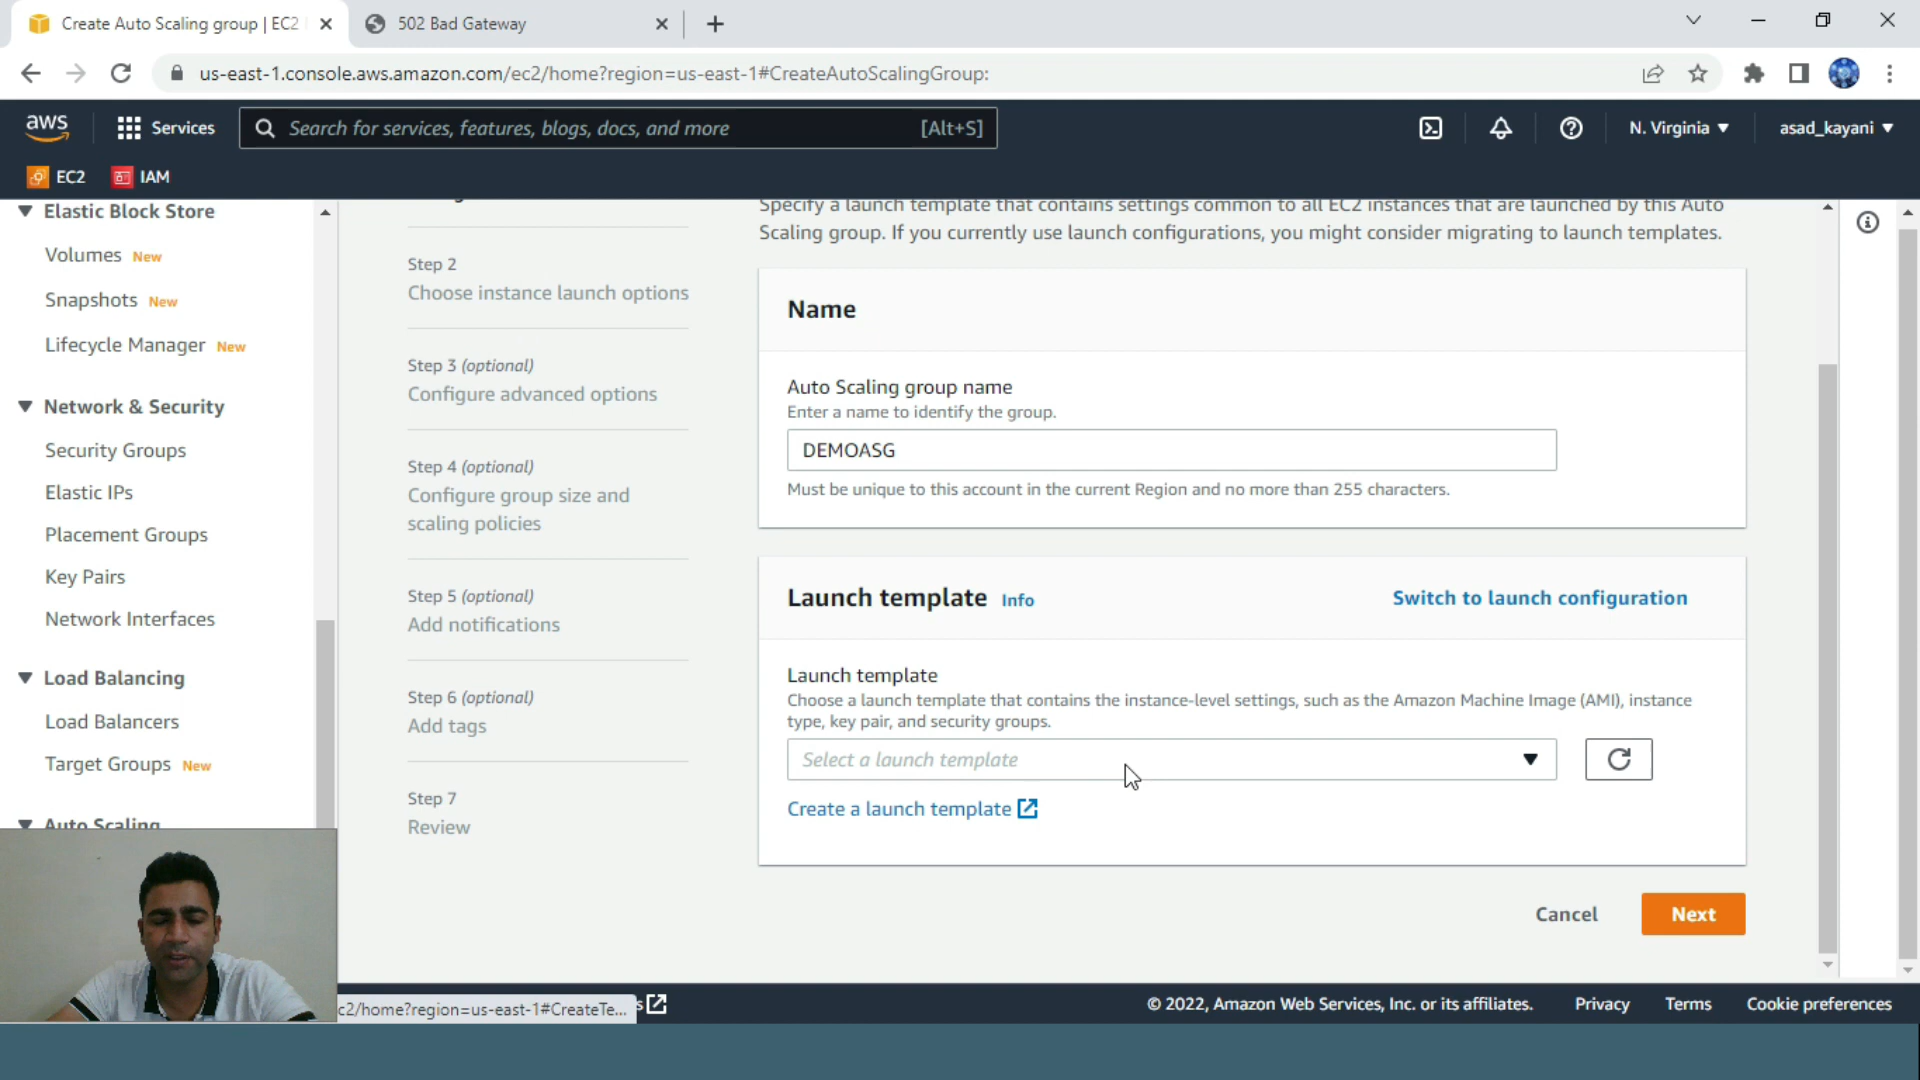 Create Auto Scaling group | EC2
502 Bad Gateway
us-east-1.console.aws.amazon.com/ec2/home?region=us-east-1#CreateAutoScalingGroup:
aws
Services
Search for services, features, blogs, docs, and more
[Alt+S]
N. Virginia
asad_kayani
EC2
IAM
Elastic Block Store
Volumes New
Snapshots New
Lifecycle Manager New
Network & Security
Security Groups
Elastic IPs
Placement Groups
Key Pairs
Network Interfaces
Load Balancing
Load Balancers
Target Groups New
Auto Scaling
Step 2
Choose instance launch options
Step 3 (optional)
Configure advanced options
Step 4 (optional)
Configure group size and
scaling policies
Step 5 (optional)
Add notifications
Step 6 (optional)
Add tags
Step 7
Review
Specify a launch template that contains settings common to all EC2 instances that are launched by this Auto
Scaling group. If you currently use launch configurations, you might consider migrating to launch templates.
Name
Auto Scaling group name
Enter a name to identify the group.
DEMOASG
Must be unique to this account in the current Region and no more than 255 characters.
Launch template Info
Switch to launch configuration
Launch template
Choose a launch template that contains the instance-level settings, such as the Amazon Machine Image (AMI), instance
type, key pair, and security groups.
Select a launch template
Create a launch template
Cancel
Next
c2/home?region=us-east-1#CreateTe...
© 2022, Amazon Web Services, Inc. or its affiliates.
Privacy
Terms
Cookie preferences